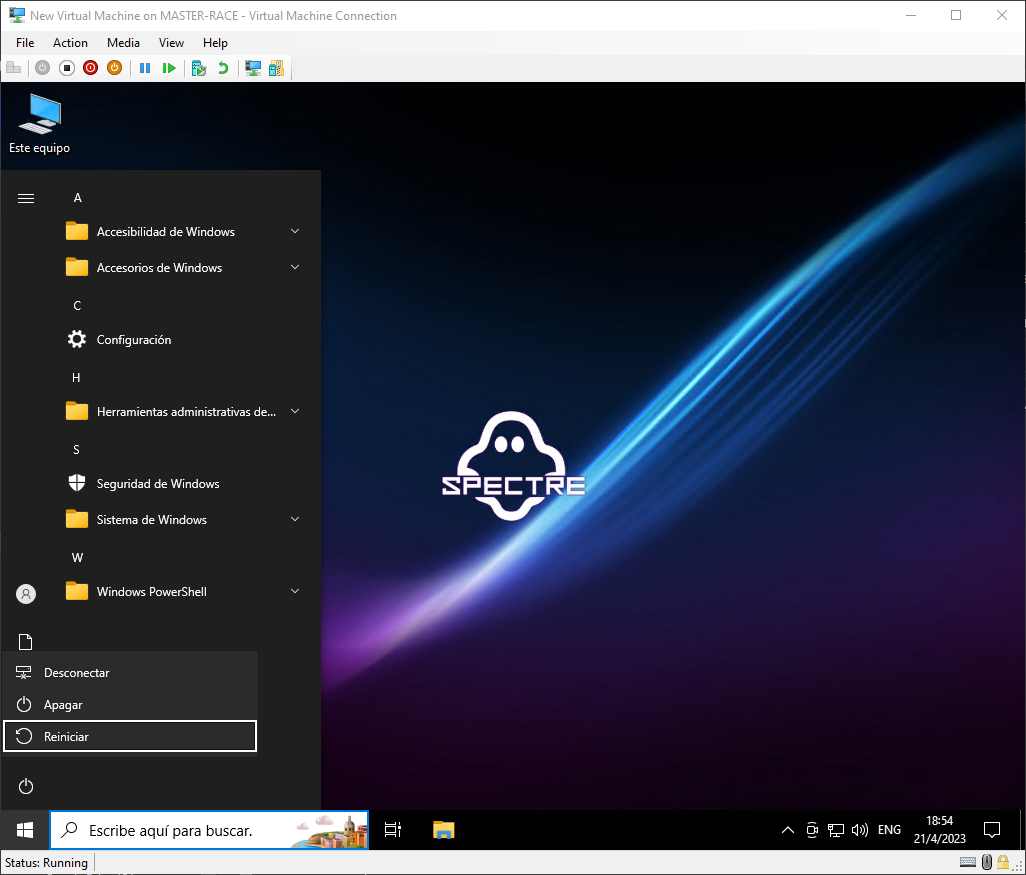 New Virtual Machine on MASTER-RACE - Virtual Machine Connection
File Action Media View Help
Este equipo
A
Accesibilidad de Windows
Accesorios de Windows
C
Configuración
H
Herramientas administrativas de...
S
Seguridad de Windows
Sistema de Windows
W
Windows PowerShell
Desconectar
Apagar
Reiniciar
SPECTRE
Escribe aquí para buscar.
ENG
18:54
21/4/2023
Status: Running